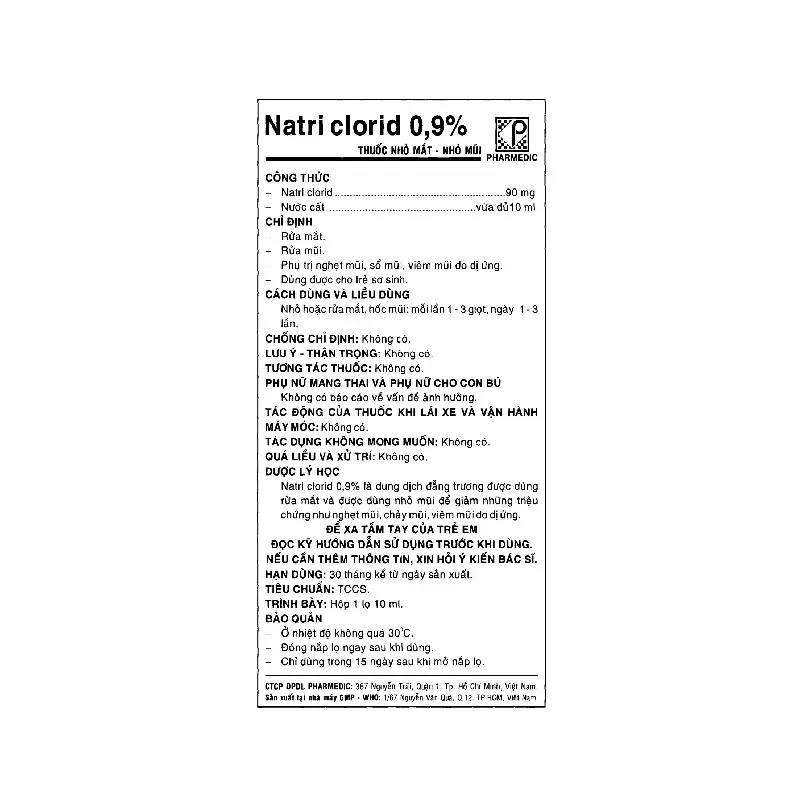 Natri clorid 0,9%
THUỐC NHỎ MẮT - NHỎ MŨI
PHARMEDIC
CÔNG THỨC
– Natri clorid ........................................................90 mg
– Nước cất ................................................vừa đủ10 ml
CHỈ ĐỊNH
– Rửa mắt.
– Rửa mũi.
– Phụ trị nghẹt mũi, sổ mũi, viêm mũi do dị ứng.
– Dùng được cho trẻ sơ sinh.
CÁCH DÙNG VÀ LIỀU DÙNG
Nhỏ hoặc rửa mắt, hốc mũi: mỗi lần 1 - 3 giọt, ngày 1 - 3
lần.
CHỐNG CHỈ ĐỊNH: Không có.
LƯU Ý - THẬN TRỌNG: Không có.
TƯƠNG TÁC THUỐC: Không có.
PHỤ NỮ MANG THAI VÀ PHỤ NỮ CHO CON BÚ
Không có báo cáo về vấn đề ảnh hưởng.
TÁC ĐỘNG CỦA THUỐC KHI LÁI XE VÀ VẬN HÀNH
MÁY MÓC: Không có.
TÁC DỤNG KHÔNG MONG MUỐN: Không có.
QUÁ LIỀU VÀ XỬ TRÍ: Không có.
DƯỢC LÝ HỌC
Natri clorid 0,9% là dung dịch đẳng trương được dùng
rửa mắt và được dùng nhỏ mũi để giảm những triệu
chứng như nghẹt mũi, chảy mũi, viêm mũi do dị ứng.
ĐỂ XA TẦM TAY CỦA TRẺ EM
ĐỌC KỸ HƯỚNG DẪN SỬ DỤNG TRƯỚC KHI DÙNG.
NẾU CẦN THÊM THÔNG TIN, XIN HỎI Ý KIẾN BÁC SĨ.
HẠN DÙNG: 30 tháng kể từ ngày sản xuất.
TIÊU CHUẨN: TCCS.
TRÌNH BÀY: Hộp 1 lọ 10 ml.
BẢO QUẢN
– Ở nhiệt độ không quá 30°C.
– Đóng nắp lọ ngay sau khi dùng.
– Chỉ dùng trong 15 ngày sau khi mở nắp lọ.
CTCP DPDL PHARMEDIC: 367 Nguyễn Trãi, Quận 1, Tp. Hồ Chí Minh, Việt Nam
Sản xuất tại nhà máy GMP - WHO: 1/67 Nguyễn Văn Quá, Q.12, TP HCM, Việt Nam